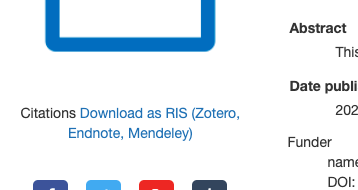 Citations Download as RIS (Zotero,
Endnote, Mendeley)
Abstract
This
Date publi
202
Funder
name
DOI: